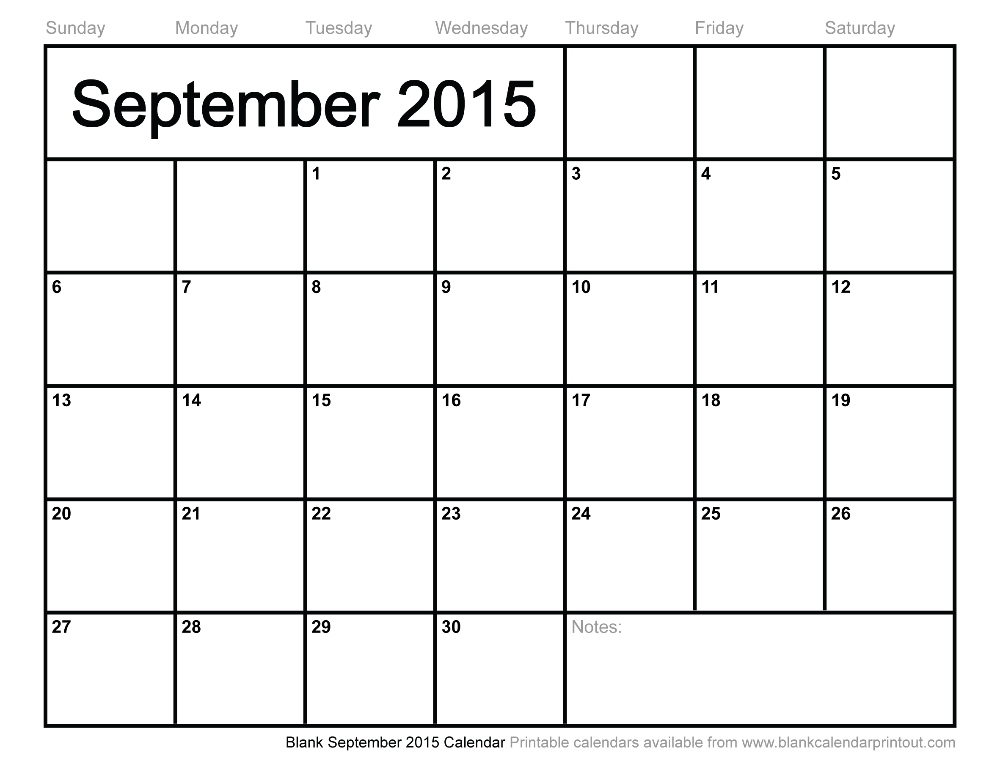 Sunday Monday Tuesday Wednesday Thursday Friday Saturday
September 2015
1 2 3 4 5
6 7 8 9 10 11 12
13 14 15 16 17 18 19
20 21 22 23 24 25 26
27 28 29 30 Notes:
Blank September 2015 Calendar Printable calendars available from www.blankcalendarprintout.com